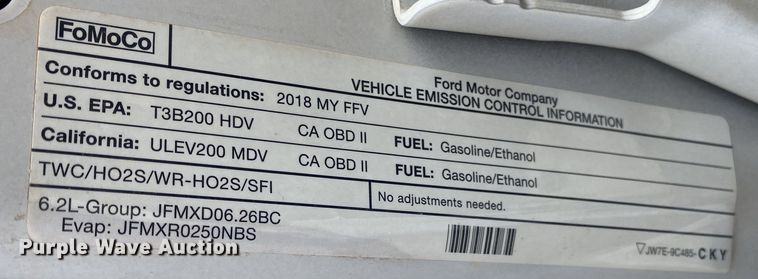 FoMoCo
Ford Motor Company
VEHICLE EMISSION CONTROL INFORMATION
Conforms to regulations: 2018 MY FFV
U.S. EPA: T3B200 HDV CA OBD II FUEL: Gasoline/Ethanol
California: ULEV200 MDV CA OBD II FUEL: Gasoline/Ethanol
TWC/HO2S/WR-HO2S/SFI
No adjustments needed.
6.2L-Group: JFMXD06.26BC
Evap: JFMXR0250NBS
JW7E-9C485-CKY
Purple Wave Auction